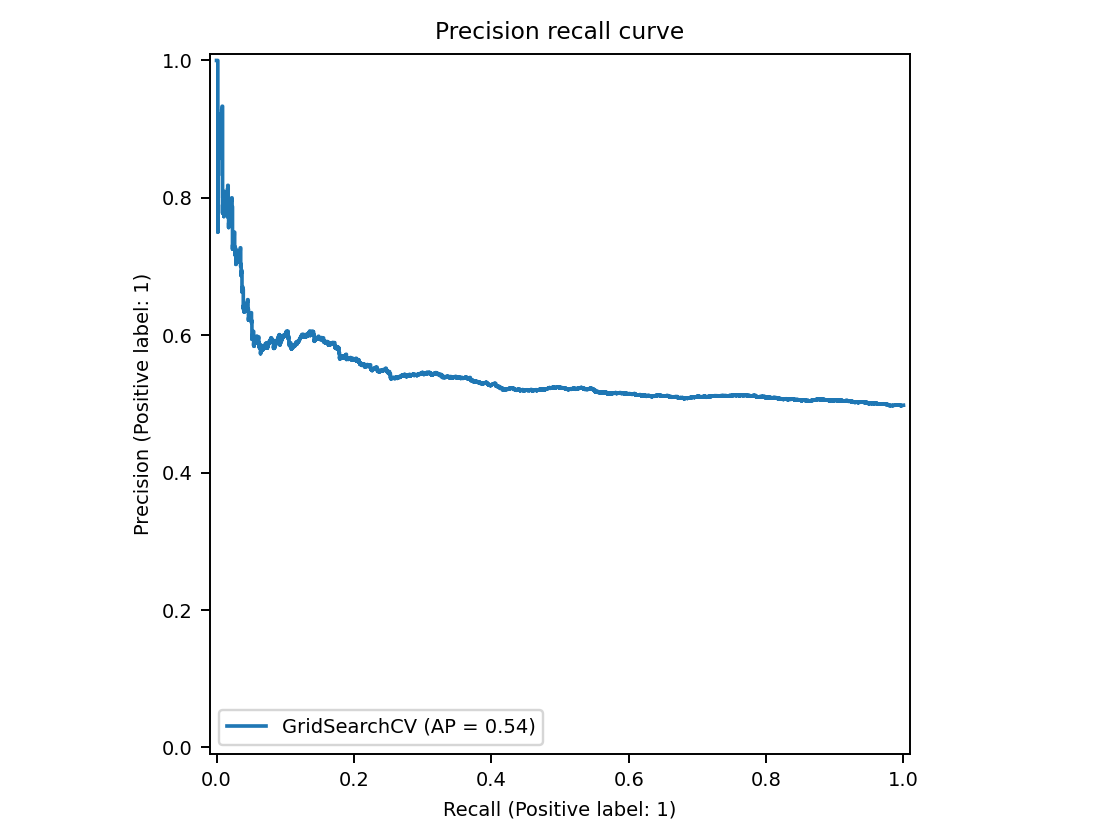 Precision recall curve
1.0
0.8
0.6
0.4
0.2
0.0
Precision (Positive label: 1)
GridSearchCV (AP = 0.54)
0.0 0.2 0.4 0.6 0.8 1.0
Recall (Positive label: 1)